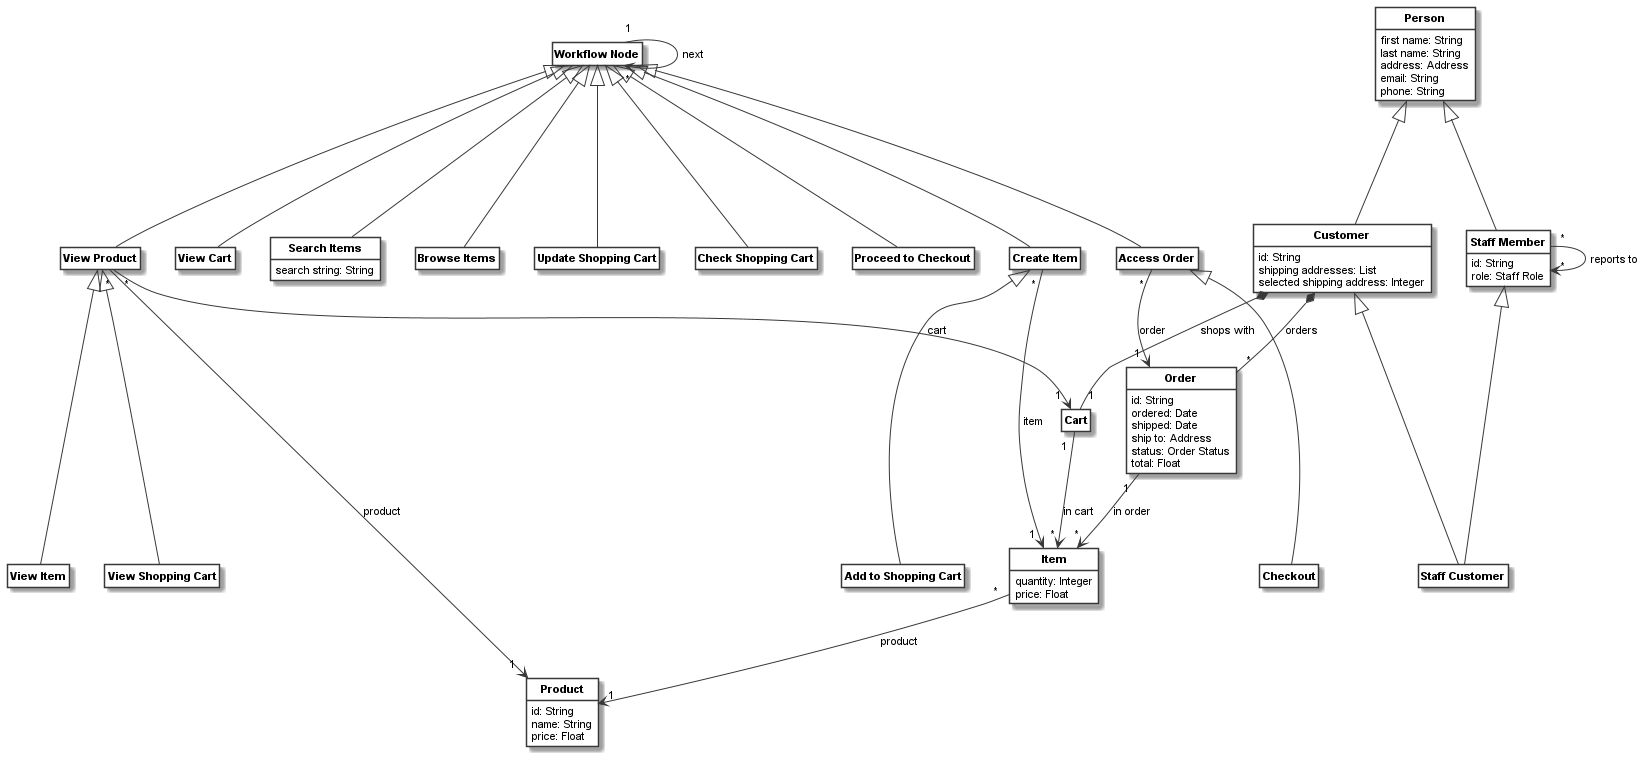 Person
first name: String
last name: String
address: Address
email: String
phone: String
1
Workflow Node
next
*
Customer
id: String
shipping addresses: List
selected shipping address: Integer
Staff Member
id: String
role: Staff Role
*
*
reports to
View Product
View Cart
Search Items
search string: String
Browse Items
Update Shopping Cart
Check Shopping Cart
Proceed to Checkout
Create Item
Access Order
*
*
*
*
cart
order
shops with
orders
1
*
Order
id: String
ordered: Date
shipped: Date
ship to: Address
status: Order Status
total: Float
1
1
Cart
item
1
1
product
in cart
in order
1
*
*
View Item
View Shopping Cart
Add to Shopping Cart
Item
quantity: Integer
price: Float
Checkout
Staff Customer
*
product
1
1
Product
id: String
name: String
price: Float